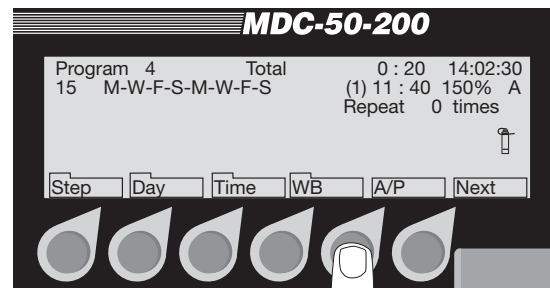 MDC-50-200
Program 4 Total 0 : 20 14:02:30
15 M-W-F-S-M-W-F-S (1) 11 : 40 150% A
Repeat 0 times
Step Day Time WB A/P Next